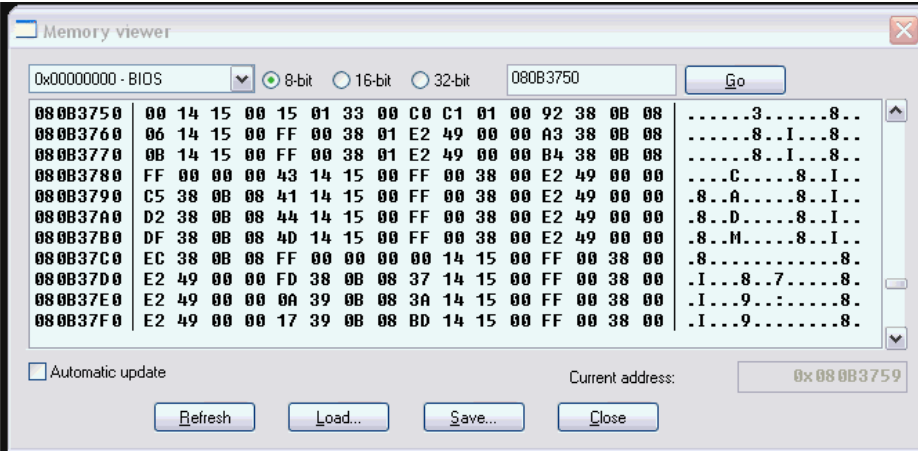 Memory viewer
0x00000000 - BIOS 8-bit 16-bit 32-bit 080B3750 Go
080B3750 00 14 15 00 15 01 33 00 C0 C1 01 00 92 38 0B 08 ......3......8..
080B3760 06 14 15 00 FF 00 38 01 E2 49 00 00 A3 38 0B 08 ......8..I...8..
080B3770 0B 14 15 00 FF 00 38 01 E2 49 00 00 B4 38 0B 08 ......8..I...8..
080B3780 FF 00 00 00 43 14 15 00 FF 00 38 00 E2 49 00 00 ....C.....8..I..
080B3790 C5 38 0B 08 41 14 15 00 FF 00 38 00 E2 49 00 00 .8..A.....8..I..
080B37A0 D2 38 0B 08 44 14 15 00 FF 00 38 00 E2 49 00 00 .8..D.....8..I..
080B37B0 DF 38 0B 08 4D 14 15 00 FF 00 38 00 E2 49 00 00 .8..M.....8..I..
080B37C0 EC 38 0B 08 FF 00 00 00 00 14 15 00 FF 00 38 00 .8............8.
080B37D0 E2 49 00 00 FD 38 0B 08 37 14 15 00 FF 00 38 00 .I...8..7.....8.
080B37E0 E2 49 00 00 0A 39 0B 08 3A 14 15 00 FF 00 38 00 .I...9..:.....8.
080B37F0 E2 49 00 00 17 39 0B 08 BD 14 15 00 FF 00 38 00 .I...9........8.
Automatic update
Current address: 0x080B3759
Refresh Load... Save... Close